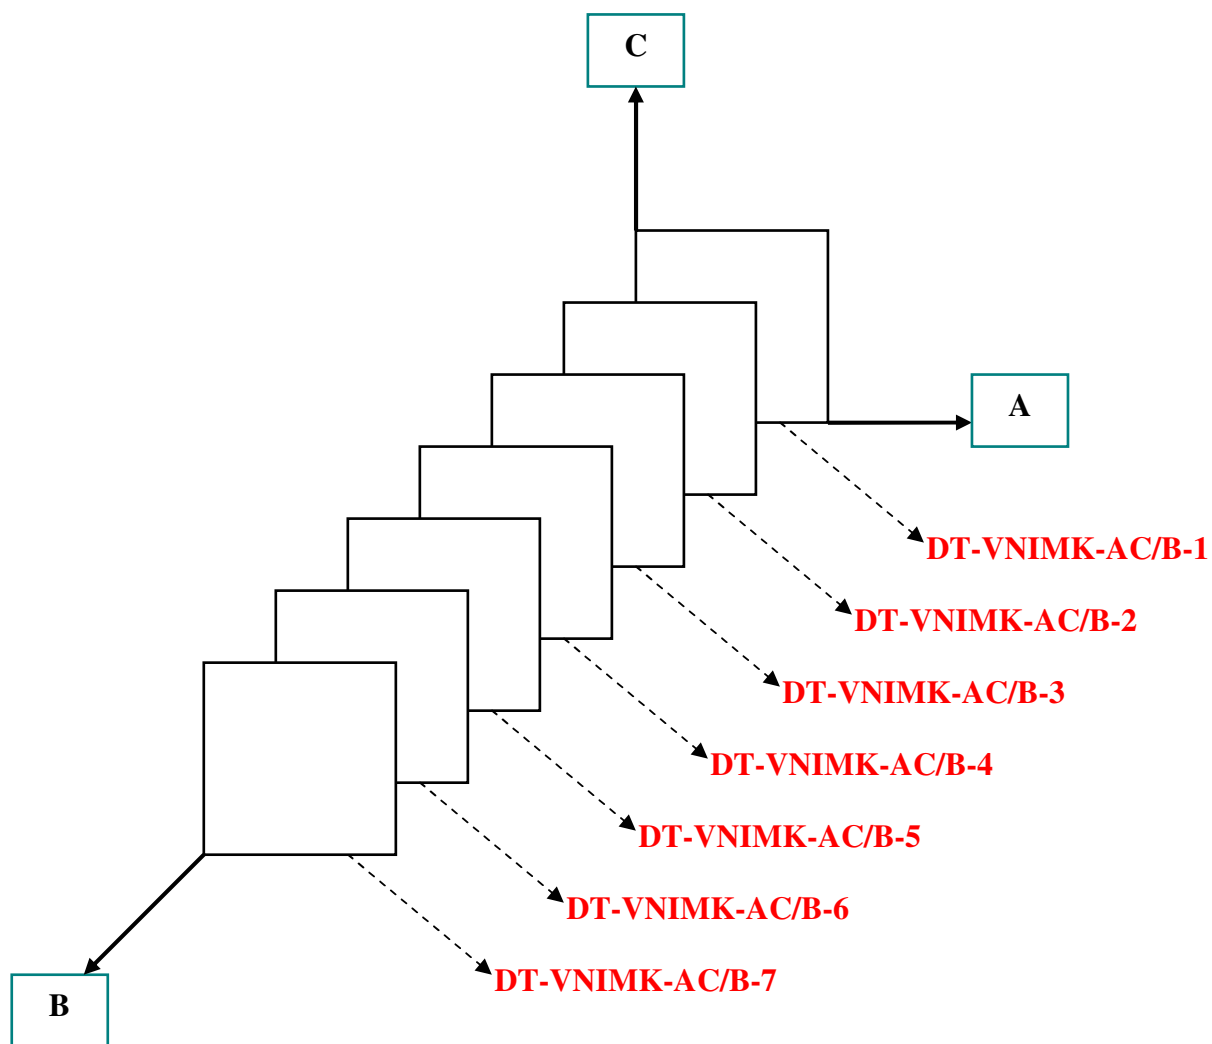 C
A
DT-VNIMK-AC/B-1
DT-VNIMK-AC/B-2
DT-VNIMK-AC/B-3
DT-VNIMK-AC/B-4
DT-VNIMK-AC/B-5
DT-VNIMK-AC/B-6
DT-VNIMK-AC/B-7
B